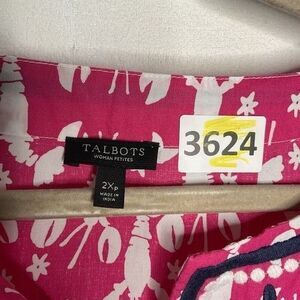 TALBOTS
WOMAN PETITES
2Xp
MADE IN
INDIA
3624